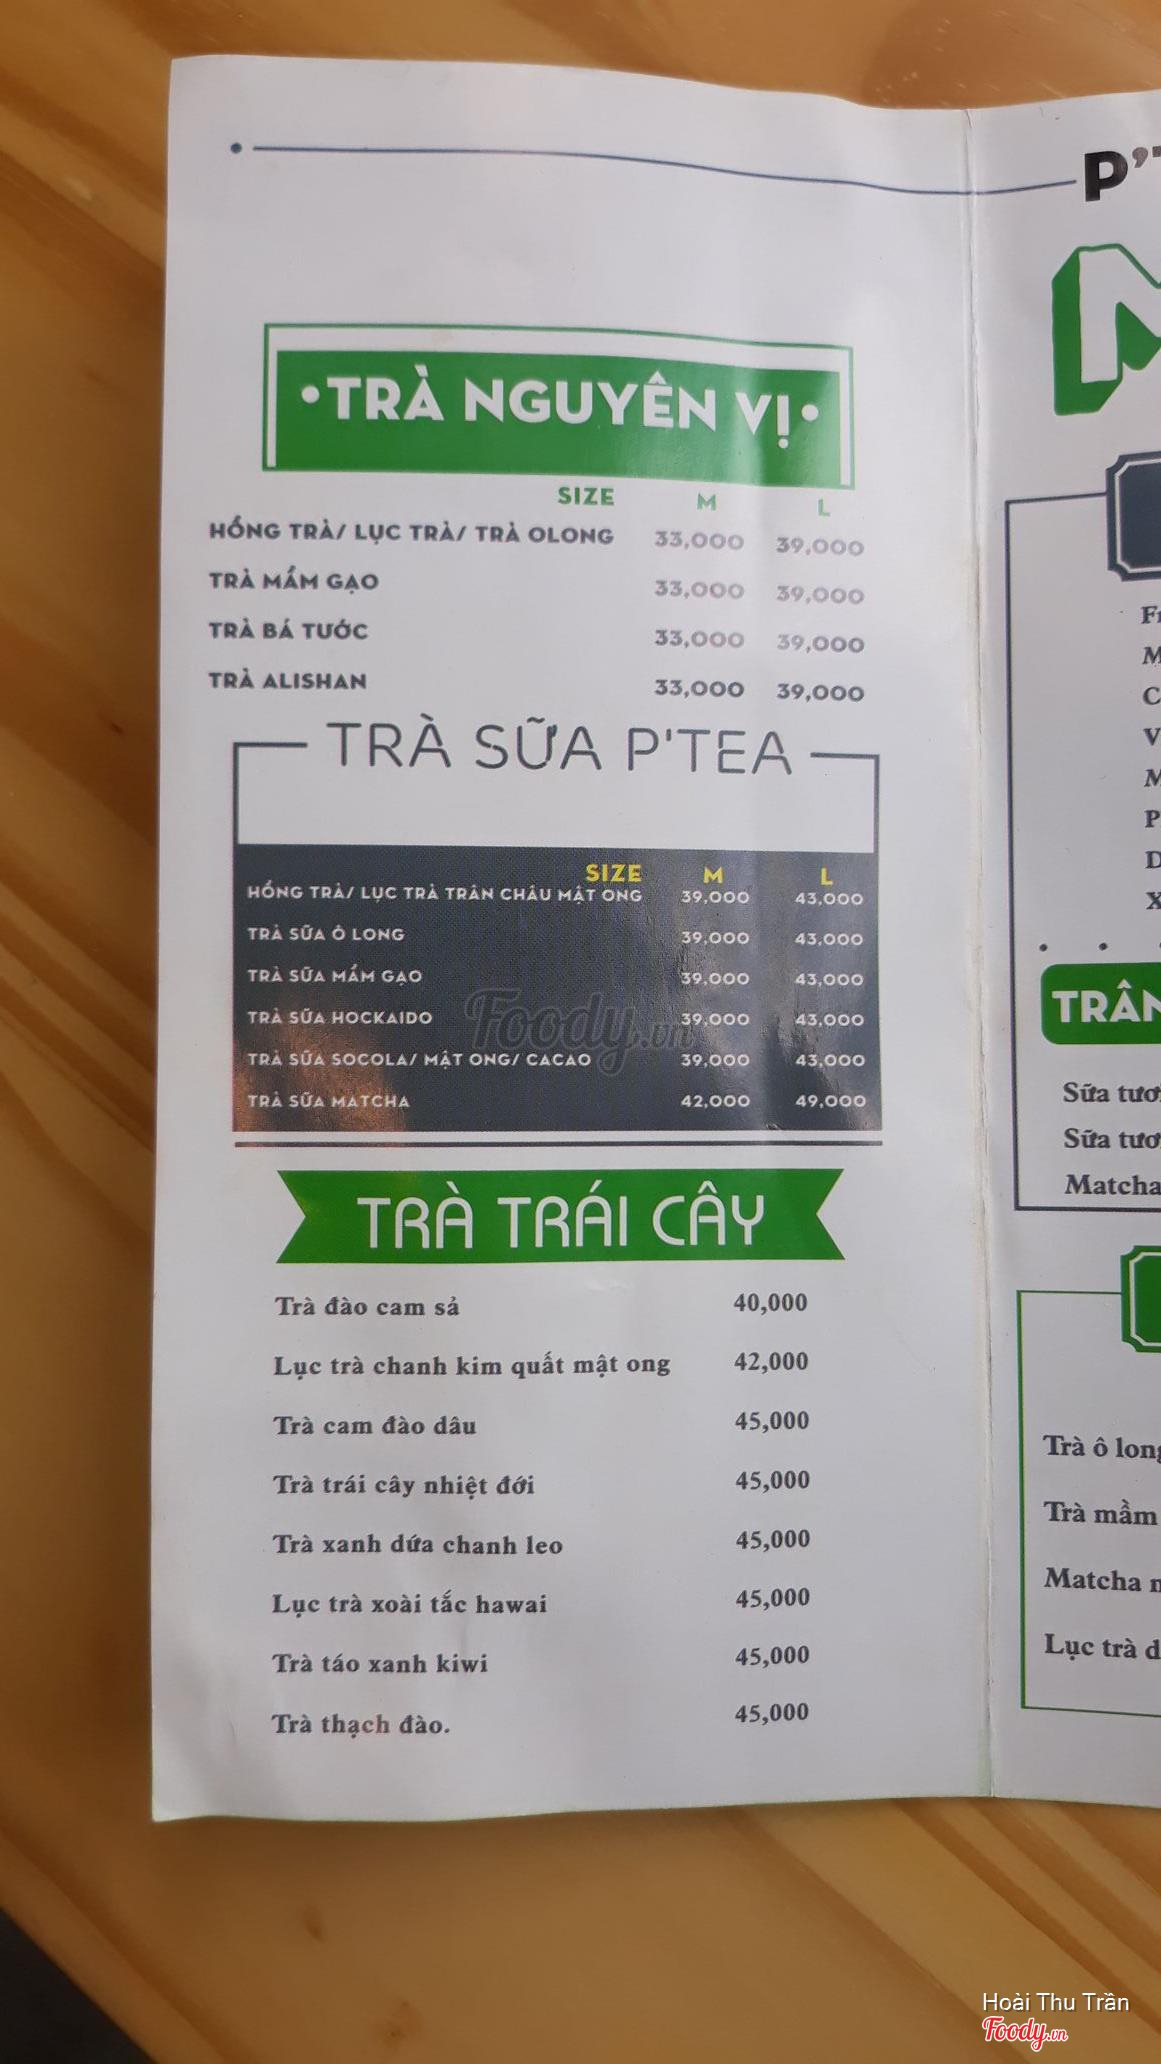 •TRÀ NGUYÊN VỊ•
SIZE M L
HỒNG TRÀ/ LỤC TRÀ/ TRÀ OLONG 33,000 39,000
TRÀ MẦM GẠO 33,000 39,000
TRÀ BÁ TƯỚC 33,000 39,000
TRÀ ALISHAN 33,000 39,000
TRÀ SỮA P'TEA
SIZE M L
HỒNG TRÀ/ LỤC TRÀ TRÂN CHÂU MẬT ONG 39,000 43,000
TRÀ SỮA Ô LONG 39,000 43,000
TRÀ SỮA MẦM GẠO 39,000 43,000
TRÀ SỮA HOCKAIDO 39,000 43,000
TRÀ SỮA SOCOLA/ MẬT ONG/ CACAO 39,000 43,000
TRÀ SỮA MATCHA 42,000 49,000
Foody.vn
TRÀ TRÁI CÂY
Trà đào cam sả 40,000
Lục trà chanh kim quất mật ong 42,000
Trà cam đào dâu 45,000
Trà trái cây nhiệt đới 45,000
Trà xanh dứa chanh leo 45,000
Lục trà xoài tắc hawai 45,000
Trà táo xanh kiwi 45,000
Trà thạch đào. 45,000
TRÂN
Sữa
Sữa
Matcha
Trà ô
Trà mầm
Matcha
Lục trà
Hoài Thu Trần
Foody.vn